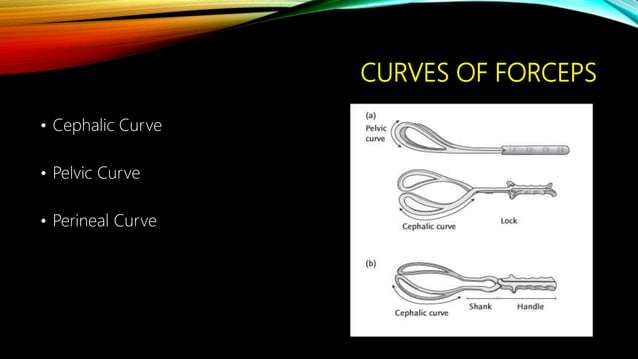 CURVES OF FORCEPS
• Cephalic Curve
• Pelvic Curve
• Perineal Curve
(a)
Pelvic
curve
Cephalic curve
Lock
(b)
Cephalic curve
Shank
Handle